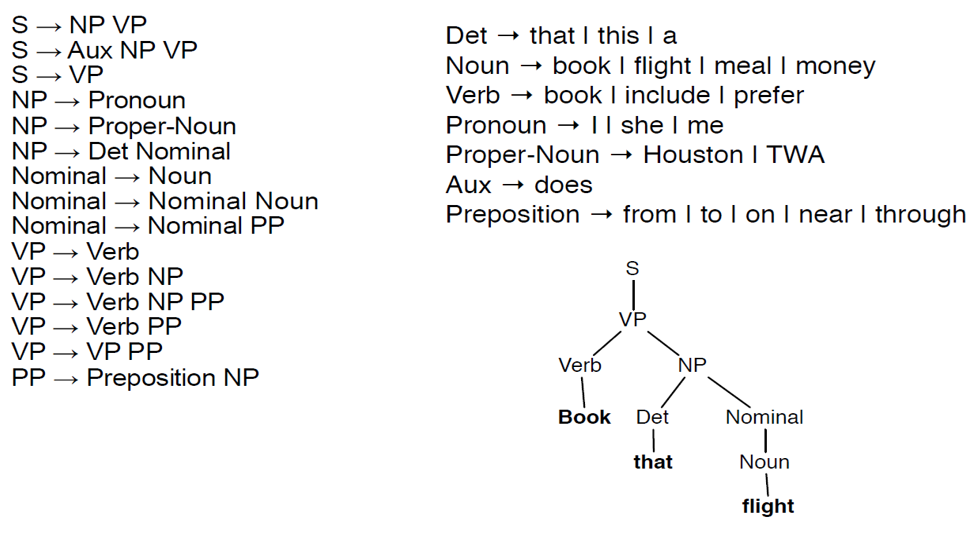 S → NP VP
S → Aux NP VP
S → VP
NP → Pronoun
NP → Proper-Noun
NP → Det Nominal
Nominal → Noun
Nominal → Nominal Noun
Nominal → Nominal PP
VP → Verb
VP → Verb NP
VP → Verb NP PP
VP → Verb PP
VP → VP PP
PP → Preposition NP
Det → that | this | a
Noun → book | flight | meal | money
Verb → book | include | prefer
Pronoun → I | she | me
Proper-Noun → Houston | TWA
Aux → does
Preposition → from | to | on | near | through
S
VP
Verb NP
Book Det Nominal
that Noun
flight